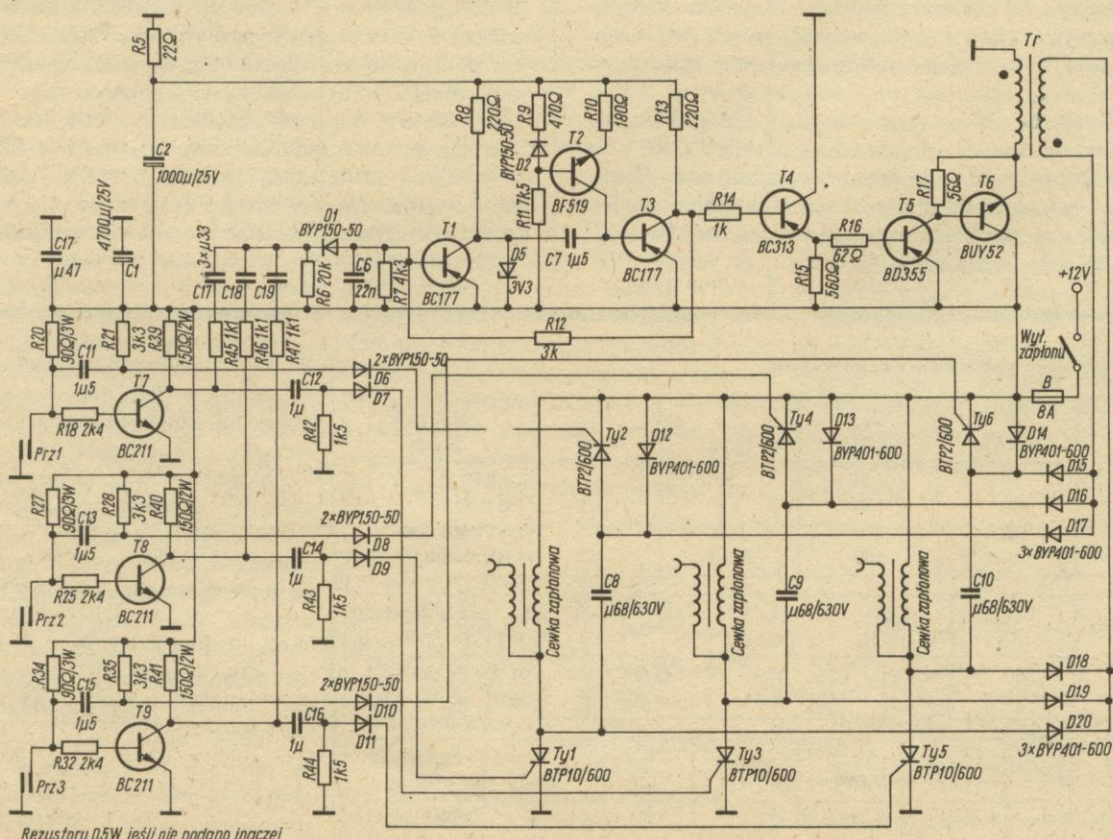 R5
22Ω
C2
1000μ/25V
4700μ/25V
C1
C17
μ47
R8
220Ω
R9
470Ω
R10
180Ω
R13
220Ω
BYP150-50
D2
T2
BF519
R11 7k5
D1
BYP150-50
3×μ33
C17
C18
C19
R6 20k
C6
22n
R7 4k3
T1
BC177
D5
3V3
C7 1μ5
T3
BC177
R12
3k
R14
1k
T4
BC313
R15
560Ω
R16
62Ω
T5
BD355
R17
56Ω
T6
BUY52
Tr
+12V
Wył.
zapłonu
B
8A
R20
90Ω/3W
R21
3k3
R39
150Ω/2W
C11
1μ5
T7
R18 2k4
BC211
Prz1
R45 1k1
R46 1k1
R47 1k1
2×BYP150-50
D6
D7
C12
1μ
R42
1k5
R27
90Ω/3W
R28
3k3
R40
150Ω/2W
C13
1μ5
T8
R25 2k4
BC211
Prz2
2×BYP150-50
D8
D9
C14
1μ
R43
1k5
R34
90Ω/3W
R35
3k3
R41
150Ω/2W
C15
1μ5
T9
R32 2k4
BC211
Prz3
2×BYP150-50
D10
D11
C16
1μ
R44
1k5
Ty2
BTP2/600
D12
BYP401-600
Ty4
BTP2/600
D13
BYP401-600
Ty6
BTP2/600
D14
BYP401-600
D15
D16
D17
3×BYP401-600
Cewka zapłonowa
C8
μ68/630V
Cewka zapłonowa
C9
μ68/630V
Cewka zapłonowa
C10
μ68/630V
D18
D19
D20
3×BYP401-600
Ty1
BTP10/600
Ty3
BTP10/600
Ty5
BTP10/600
Rezystory 0,5W jeśli nie podano inaczej